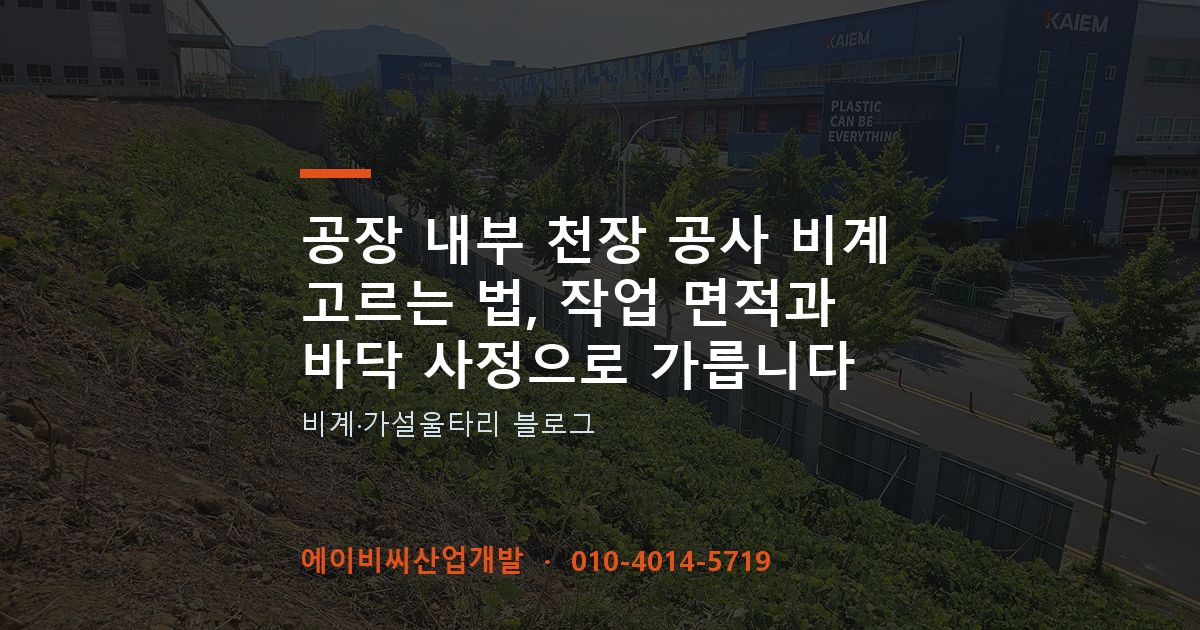 KAIEM
KAIEM
PLASTIC
CAN BE
EVERYTHING
공장 내부 천장 공사 비계
고르는 법, 작업 면적과
바닥 사정으로 가릅니다
비계·가설울타리 블로그
에이비씨산업개발 · 010-4014-5719